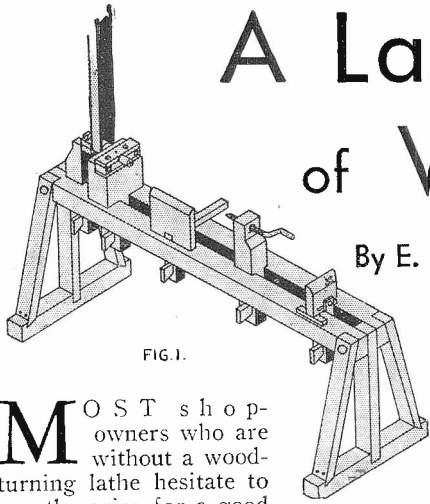 A La
of
By E.
FIG.1.
MOST shop-
owners who are
without a wood-
turning lathe hesitate to